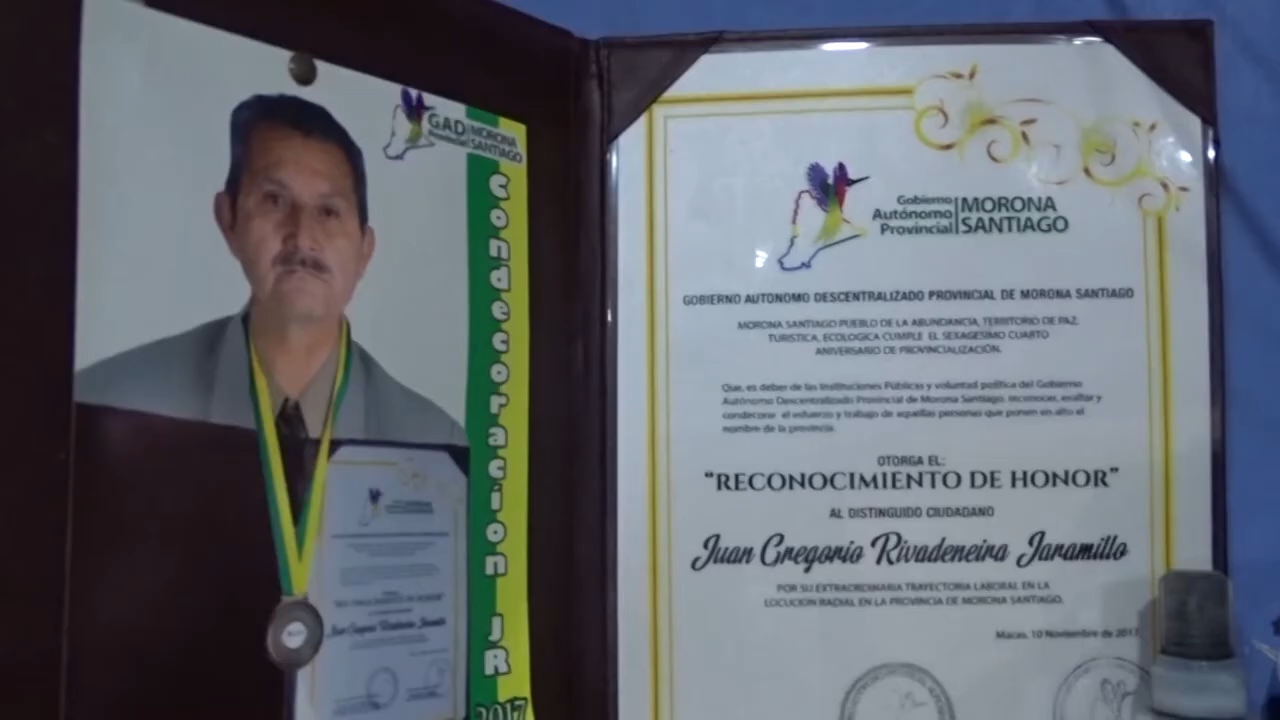 GAD Provincial
MORONA SANTIAGO
Condecoracion JR
2017
Gobierno Autónomo Provincial
MORONA SANTIAGO
GOBIERNO AUTONOMO DESCENTRALIZADO PROVINCIAL DE MORONA SANTIAGO
MORONA SANTIAGO PUEBLO DE LA ABUNDANCIA, TERRITORIO DE PAZ,
TURISTICA, ECOLOGICA CUMPLE EL SEXAGESIMO CUARTO
ANIVERSARIO DE PROVINCIALIZACIÓN.
Que, es deber de las Instituciones Públicas y voluntad política del Gobierno
Autónomo Descentralizado Provincial de Morona Santiago, reconocer, exaltar y
condecorar el esfuerzo y trabajo de aquellas personas que ponen en alto el
nombre de la provincia.
OTORGA EL:
“RECONOCIMIENTO DE HONOR”
AL DISTINGUIDO CIUDADANO
Juan Gregorio Rivadeneira Jaramillo
POR SU EXTRAORDINARIA TRAYECTORIA LABORAL EN LA
LOCUCION RADIAL EN LA PROVINCIA DE MORONA SANTIAGO.
Macas, 10 Noviembre de 2017